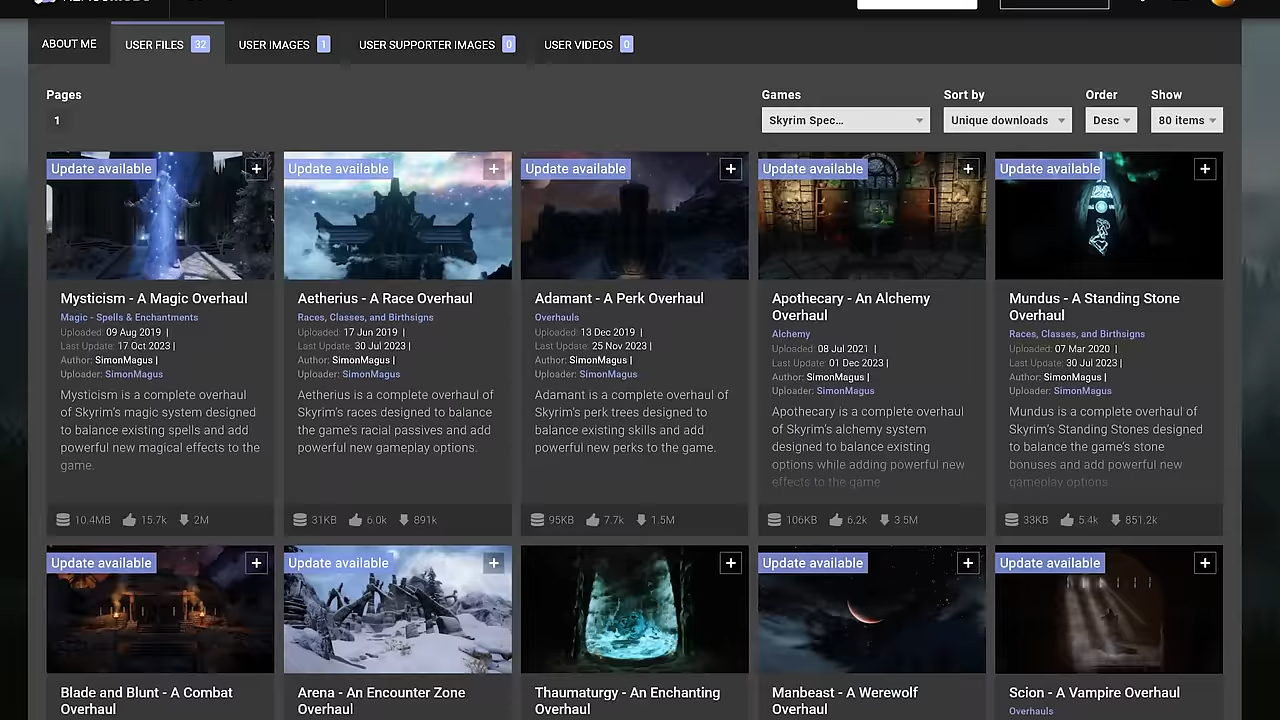 ABOUT ME
USER FILES 32
USER IMAGES 1
USER SUPPORTER IMAGES 0
USER VIDEOS 0
Pages
1
Games
Sort by
Order
Show
Skyrim Spec...
Unique downloads
Desc
80 items
Update available
Mysticism - A Magic Overhaul
Magic - Spells & Enchantments
Uploaded: 09 Aug 2019 |
Last Update: 17 Oct 2023 |
Author: SimonMagus |
Uploader: SimonMagus
Mysticism is a complete overhaul
of Skyrim's magic system designed
to balance existing spells and add
powerful new magical effects to the
game.
10.4MB 15.7k 2M
Update available
Aetherius - A Race Overhaul
Races, Classes, and Birthsigns
Uploaded: 17 Jun 2019 |
Last Update: 30 Jul 2023 |
Author: SimonMagus |
Uploader: SimonMagus
Aetherius is a complete overhaul of
Skyrim's races designed to balance
the game's racial passives and add
powerful new gameplay options.
31KB 6.0k 891k
Update available
Adamant - A Perk Overhaul
Overhauls
Uploaded: 13 Dec 2019 |
Last Update: 25 Nov 2023 |
Author: SimonMagus |
Uploader: SimonMagus
Adamant is a complete overhaul of
Skyrim's perk trees designed to
balance existing skills and add
powerful new perks to the game.
95KB 7.7k 1.5M
Update available
Apothecary - An Alchemy
Overhaul
Alchemy
Uploaded: 08 Jul 2021 |
Last Update: 01 Dec 2023 |
Author: SimonMagus |
Uploader: SimonMagus
Apothecary is a complete overhaul
of Skyrim's alchemy system
designed to balance existing
options while adding powerful new
effects to the game
106KB 6.2k 3.5M
Update available
Mundus - A Standing Stone
Overhaul
Races, Classes, and Birthsigns
Uploaded: 07 Mar 2020 |
Last Update: 30 Jul 2023 |
Author: SimonMagus |
Uploader: SimonMagus
Mundus is a complete overhaul of
Skyrim's Standing Stones designed
to balance the game's stone
bonuses and add powerful new
gameplay options.
33KB 5.4k 851.2k
Update available
Blade and Blunt - A Combat
Overhaul
Update available
Arena - An Encounter Zone
Overhaul
Thaumaturgy - An Enchanting
Overhaul
Update available
Manbeast - A Werewolf
Overhaul
Update available
Scion - A Vampire Overhaul
Overhauls